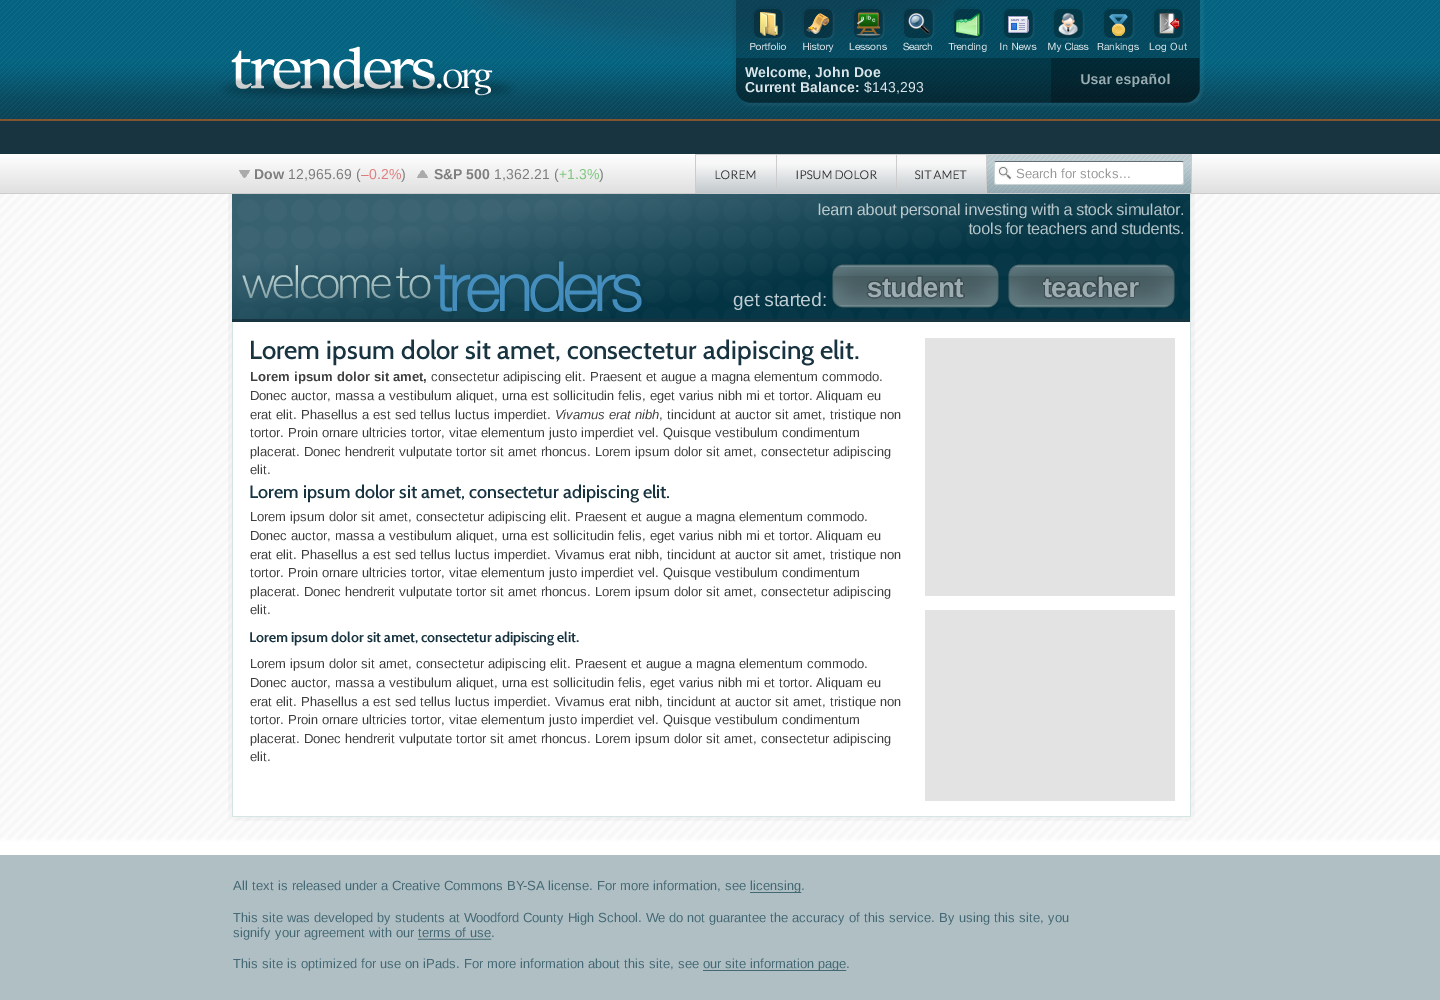 trenders.org
Portfolio History Lessons Search Trending In News My Class Rankings Log Out
Welcome, John Doe
Current Balance: $143,293
Usar español
Dow 12,965.69 (–0.2%) S&P 500 1,362.21 (+1.3%)
LOREM IPSUM DOLOR SIT AMET
Search for stocks...
learn about personal investing with a stock simulator.
tools for teachers and students.
welcome to trenders
get started: student teacher
Lorem ipsum dolor sit amet, consectetur adipiscing elit.
Lorem ipsum dolor sit amet, consectetur adipiscing elit. Praesent et augue a magna elementum commodo.
Donec auctor, massa a vestibulum aliquet, urna est sollicitudin felis, eget varius nibh mi et tortor. Aliquam eu
erat elit. Phasellus a est sed tellus luctus imperdiet. Vivamus erat nibh, tincidunt at auctor sit amet, tristique non
tortor. Proin ornare ultricies tortor, vitae elementum justo imperdiet vel. Quisque vestibulum condimentum
placerat. Donec hendrerit vulputate tortor sit amet rhoncus. Lorem ipsum dolor sit amet, consectetur adipiscing
elit.
Lorem ipsum dolor sit amet, consectetur adipiscing elit.
Lorem ipsum dolor sit amet, consectetur adipiscing elit. Praesent et augue a magna elementum commodo.
Donec auctor, massa a vestibulum aliquet, urna est sollicitudin felis, eget varius nibh mi et tortor. Aliquam eu
erat elit. Phasellus a est sed tellus luctus imperdiet. Vivamus erat nibh, tincidunt at auctor sit amet, tristique non
tortor. Proin ornare ultricies tortor, vitae elementum justo imperdiet vel. Quisque vestibulum condimentum
placerat. Donec hendrerit vulputate tortor sit amet rhoncus. Lorem ipsum dolor sit amet, consectetur adipiscing
elit.
Lorem ipsum dolor sit amet, consectetur adipiscing elit.
Lorem ipsum dolor sit amet, consectetur adipiscing elit. Praesent et augue a magna elementum commodo.
Donec auctor, massa a vestibulum aliquet, urna est sollicitudin felis, eget varius nibh mi et tortor. Aliquam eu
erat elit. Phasellus a est sed tellus luctus imperdiet. Vivamus erat nibh, tincidunt at auctor sit amet, tristique non
tortor. Proin ornare ultricies tortor, vitae elementum justo imperdiet vel. Quisque vestibulum condimentum
placerat. Donec hendrerit vulputate tortor sit amet rhoncus. Lorem ipsum dolor sit amet, consectetur adipiscing
elit.
All text is released under a Creative Commons BY-SA license. For more information, see licensing.
This site was developed by students at Woodford County High School. We do not guarantee the accuracy of this service. By using this site, you
signify your agreement with our terms of use.
This site is optimized for use on iPads. For more information about this site, see our site information page.